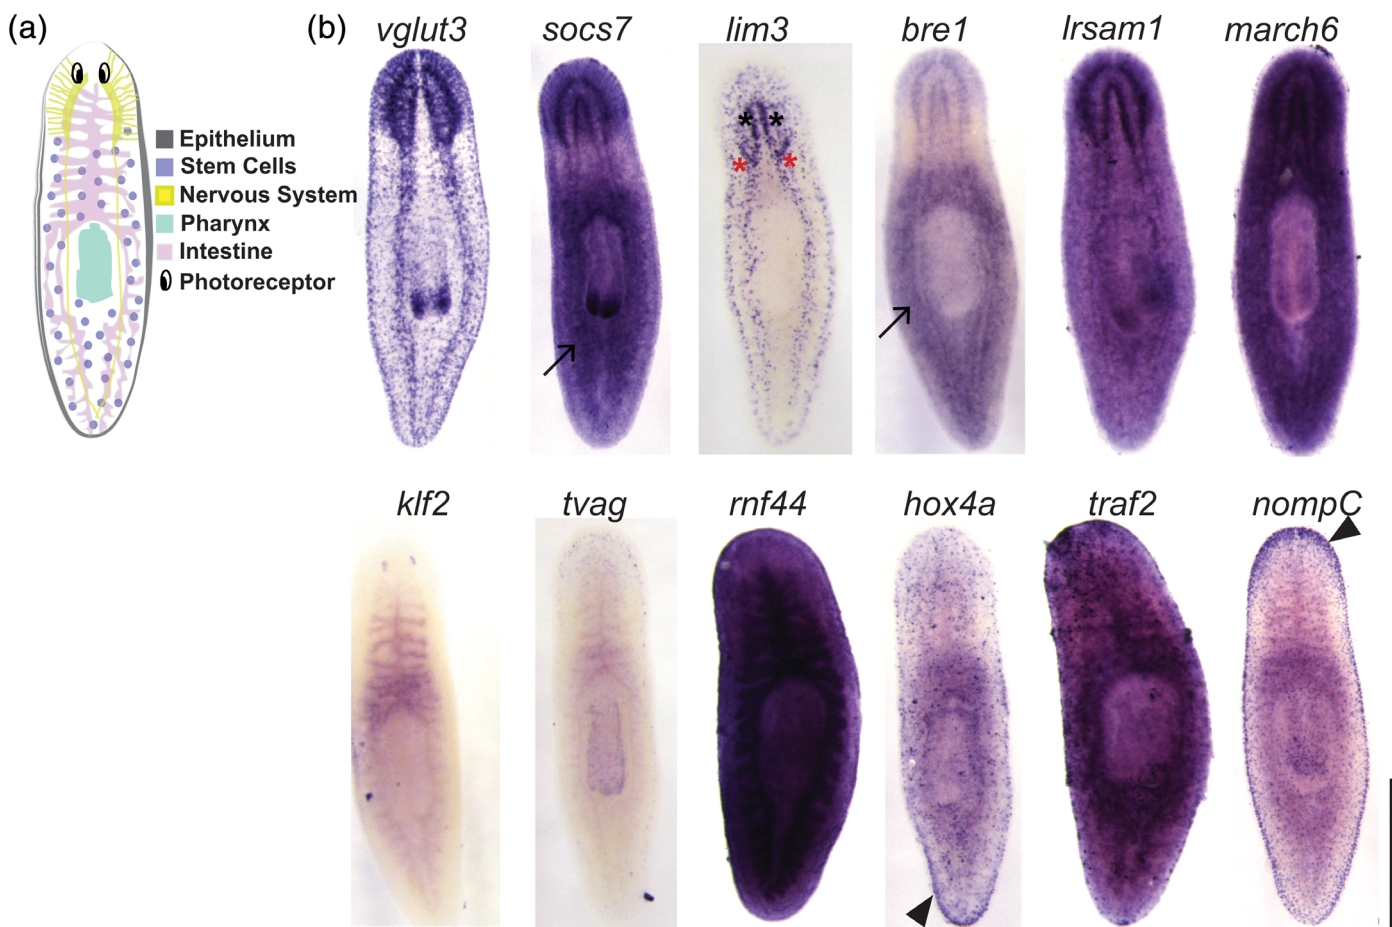 (a)
Epithelium
Stem Cells
Nervous System
Pharynx
Intestine
Photoreceptor
(b) vglut3 socs7 lim3 bre1 lrsam1 march6
* *
* *
klf2 tvag rnf44 hox4a traf2 nompC